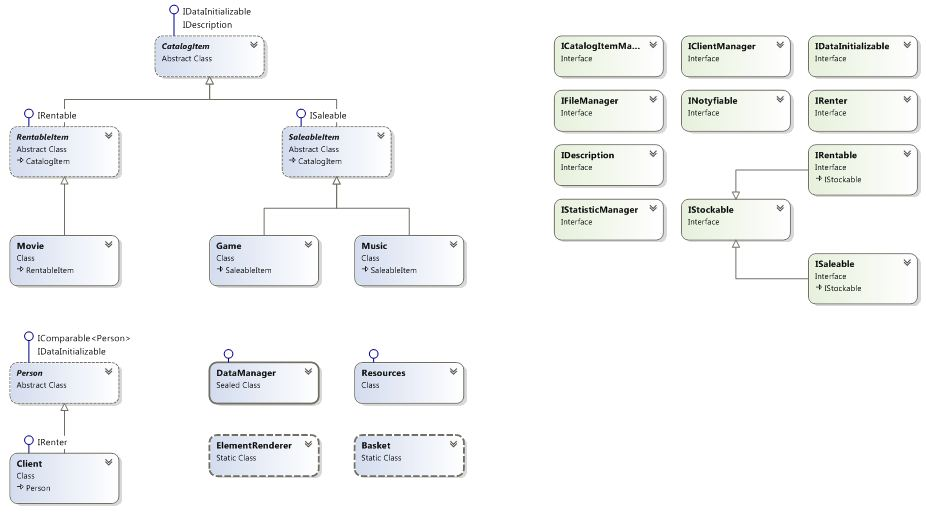 IDataInitializable
IDescription
CatalogItem
Abstract Class
IRentable
RentableItem
Abstract Class
CatalogItem
ISaleable
SaleableItem
Abstract Class
CatalogItem
Movie
Class
RentableItem
Game
Class
SaleableItem
Music
Class
SaleableItem
IComparable<Person>
IDataInitializable
Person
Abstract Class
IRenter
Client
Class
Person
DataManager
Sealed Class
Resources
Class
ElementRenderer
Static Class
Basket
Static Class
ICatalogItemMa...
Interface
IClientManager
Interface
IDataInitializable
Interface
IFileManager
Interface
INotyfiable
Interface
IRenter
Interface
IDescription
Interface
IRentable
Interface
IStockable
IStatisticManager
Interface
IStockable
Interface
ISaleable
Interface
IStockable